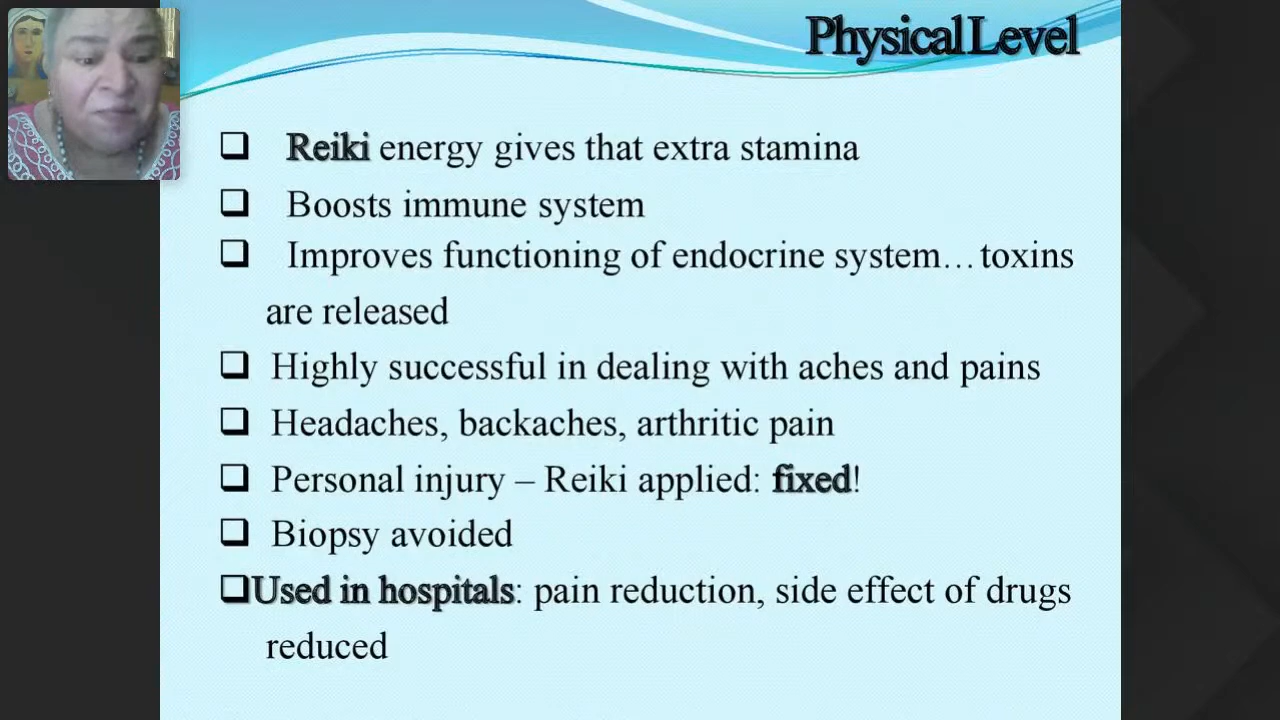 Physical Level
Reiki energy gives that extra stamina
Boosts immune system
Improves functioning of endocrine system…toxins
are released
Highly successful in dealing with aches and pains
Headaches, backaches, arthritic pain
Personal injury – Reiki applied: fixed!
Biopsy avoided
Used in hospitals: pain reduction, side effect of drugs
reduced